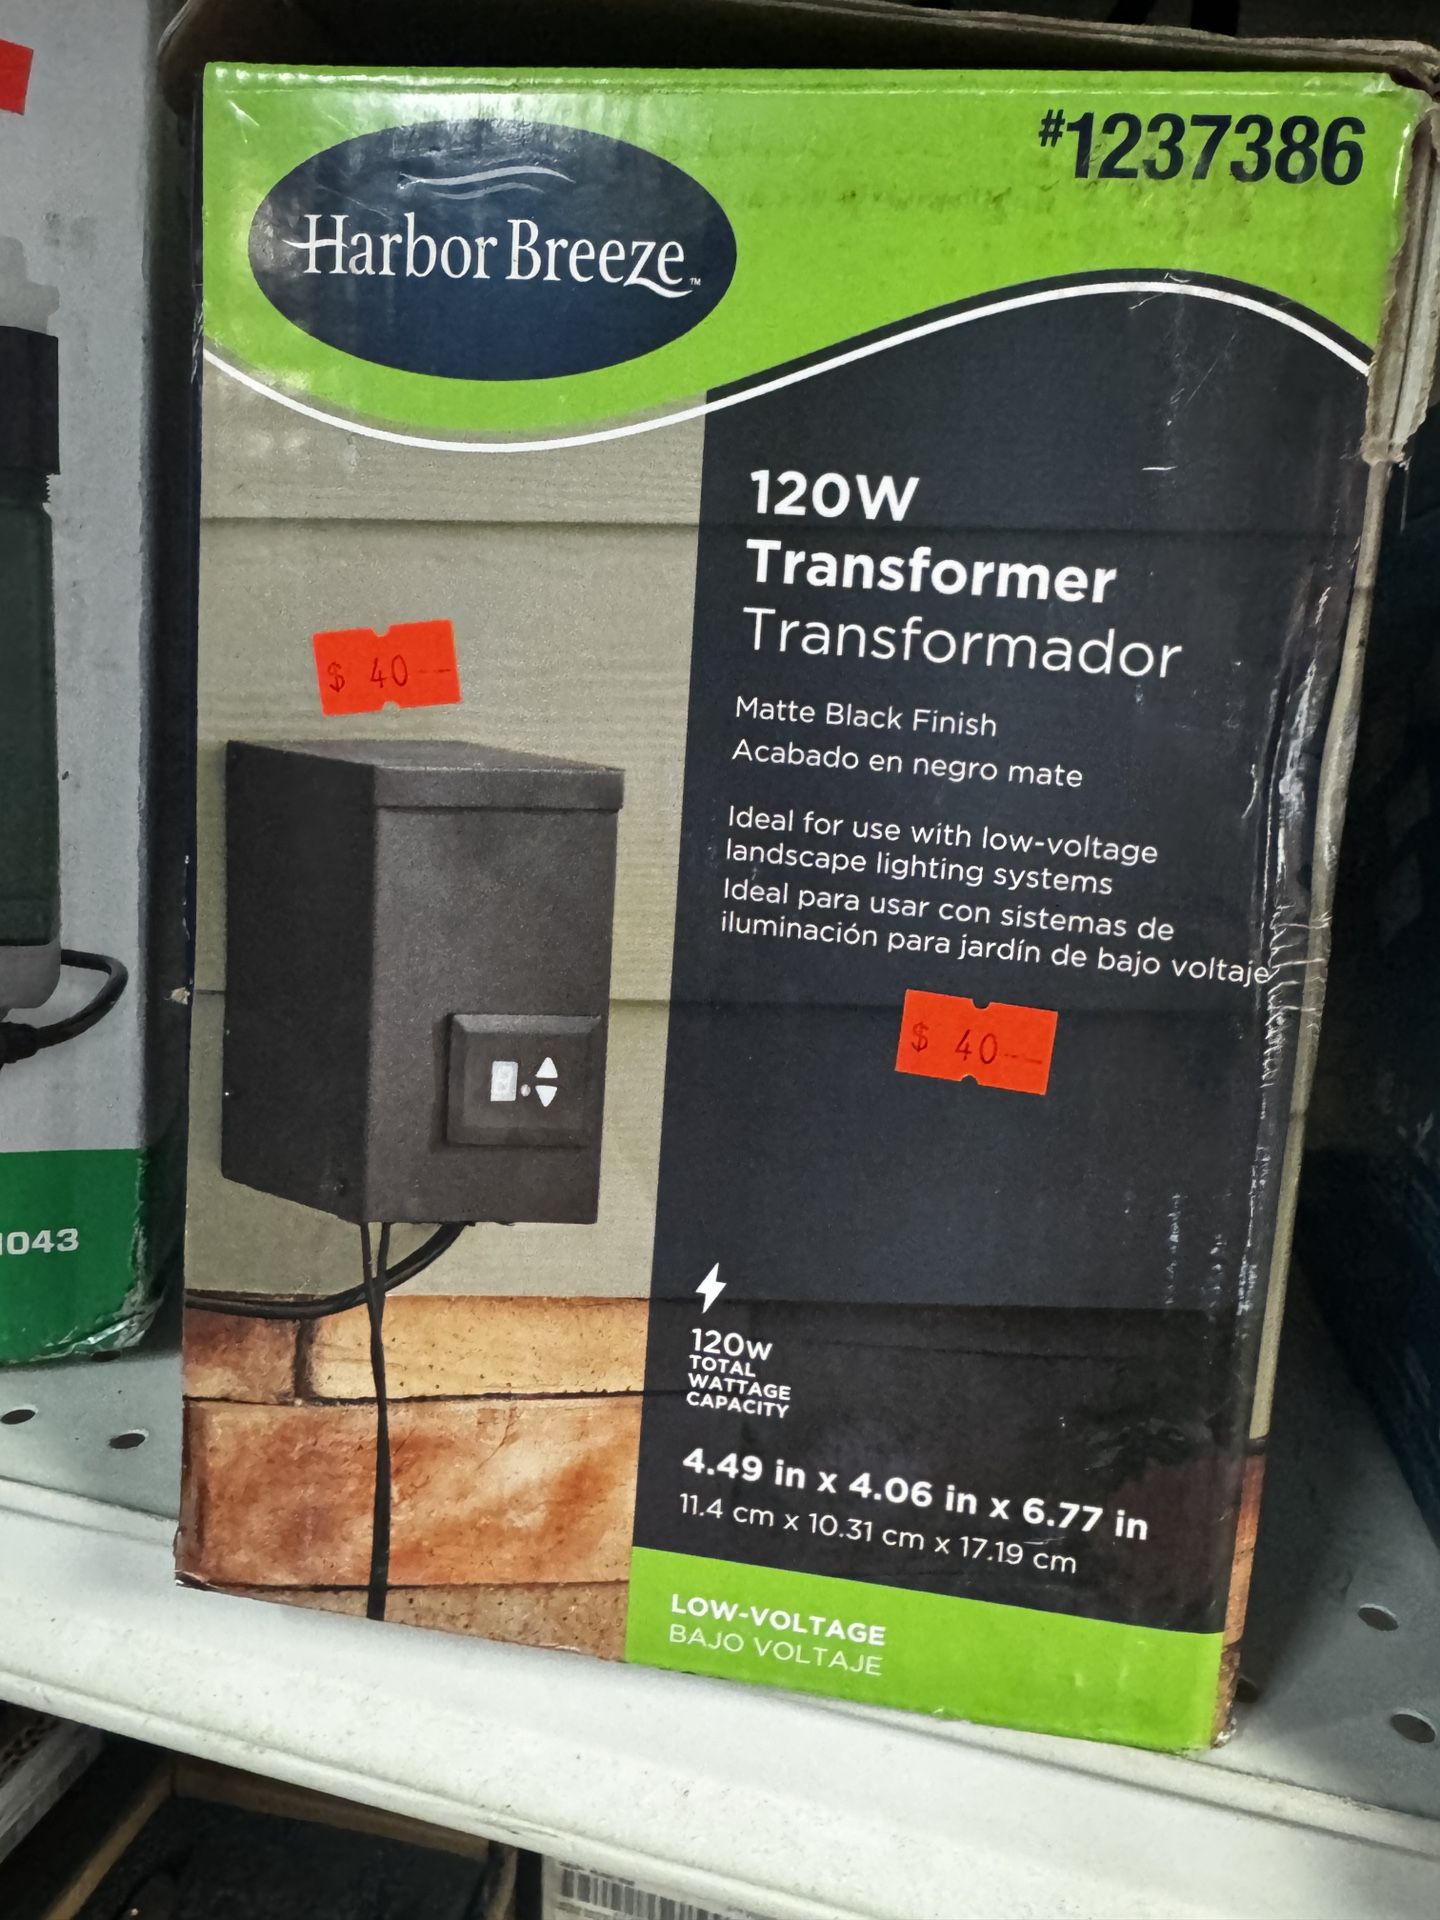 #1237386
Harbor Breeze™
120W
Transformer
Transformador
Matte Black Finish
Acabado en negro mate
Ideal for use with low-voltage
landscape lighting systems
Ideal para usar con sistemas de
iluminación para jardín de bajo voltaje
$ 40--
$ 40--
120W
TOTAL
WATTAGE
CAPACITY
4.49 in x 4.06 in x 6.77 in
11.4 cm x 10.31 cm x 17.19 cm
LOW-VOLTAGE
BAJO VOLTAJE
1043